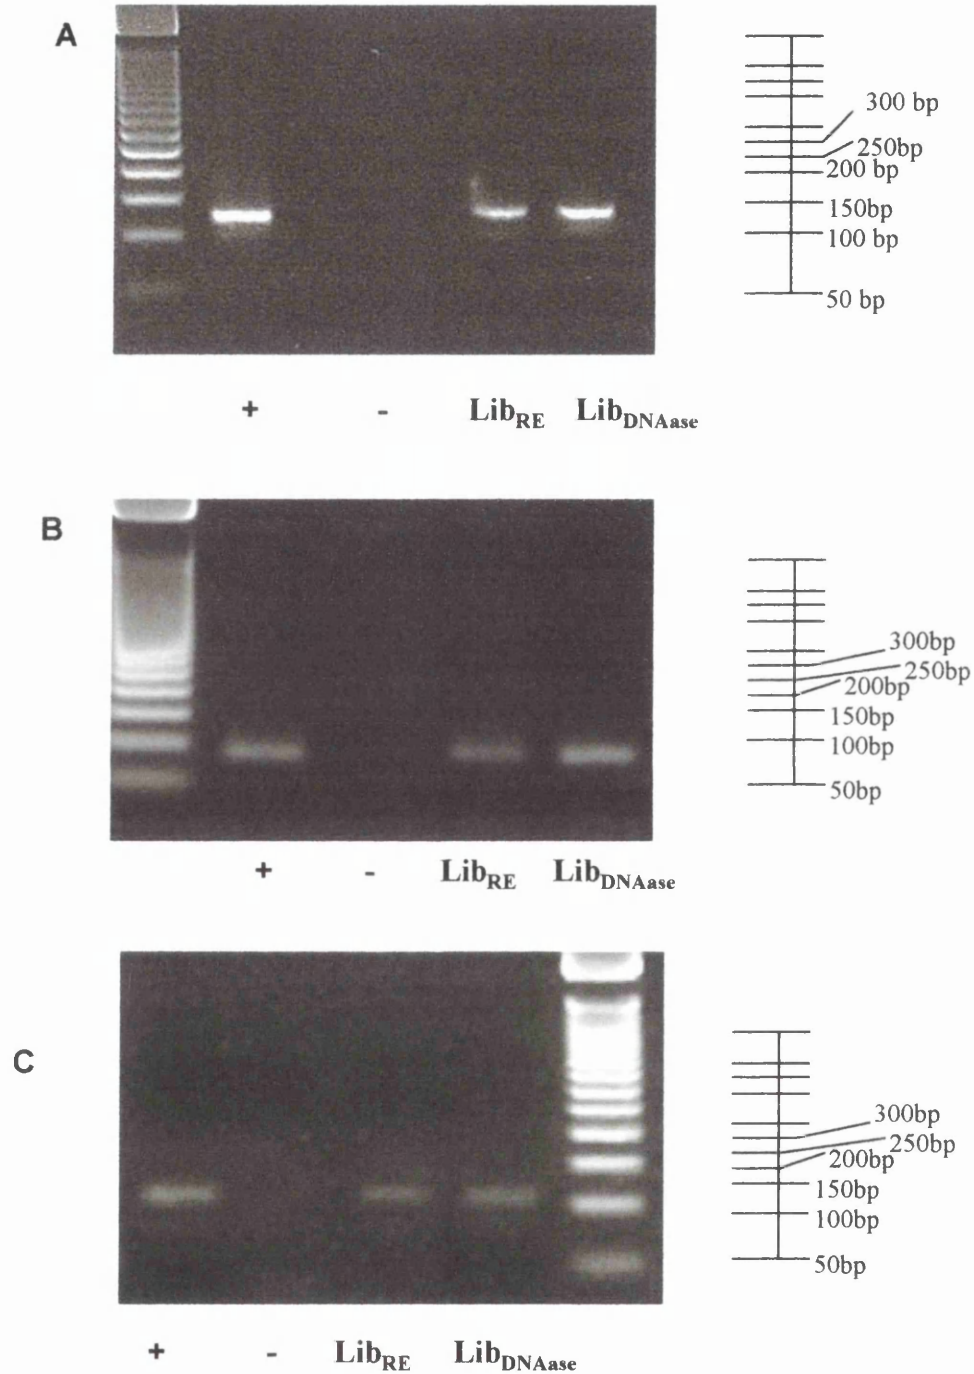 A
300 bp
250bp
200 bp
150bp
100 bp
50 bp
+ - LibRE LibDNAase
B
300bp
250bp
200bp
150bp
100bp
50bp
+ - LibRE LibDNAase
C
300bp
250bp
200bp
150bp
100bp
50bp
+ - LibRE LibDNAase